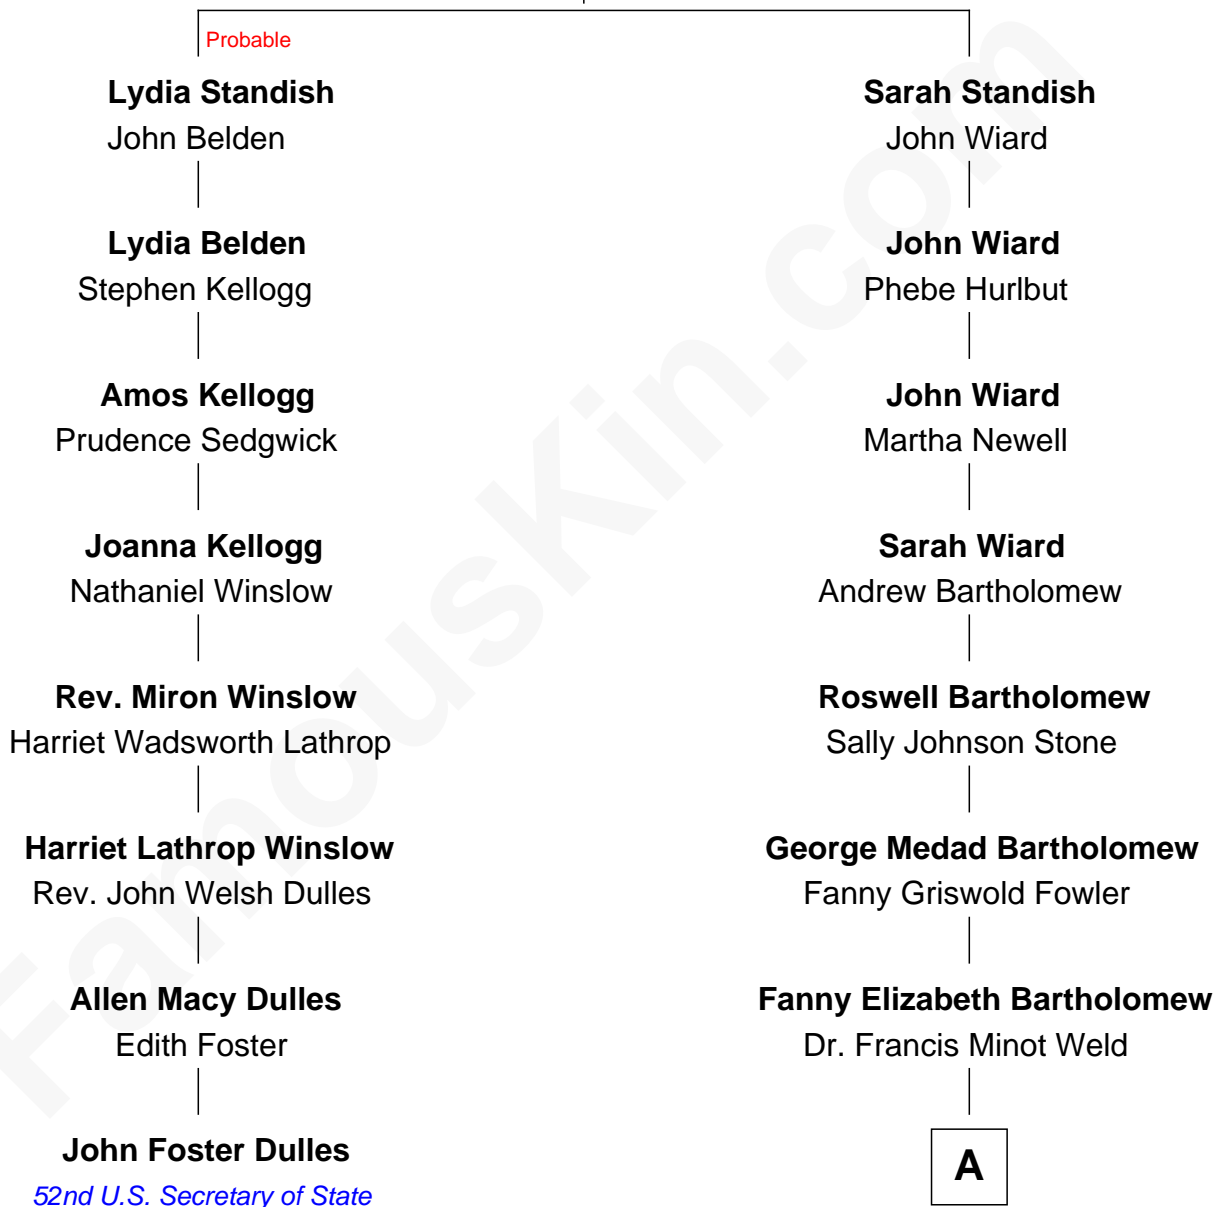 Probable
Lydia Standish
John Belden
Sarah Standish
John Wiard
Lydia Belden
Stephen Kellogg
John Wiard
Phebe Hurlbut
Amos Kellogg
Prudence Sedgwick
John Wiard
Martha Newell
Joanna Kellogg
Nathaniel Winslow
Sarah Wiard
Andrew Bartholomew
Rev. Miron Winslow
Harriet Wadsworth Lathrop
Roswell Bartholomew
Sally Johnson Stone
Harriet Lathrop Winslow
Rev. John Welsh Dulles
George Medad Bartholomew
Fanny Griswold Fowler
Allen Macy Dulles
Edith Foster
Fanny Elizabeth Bartholomew
Dr. Francis Minot Weld
John Foster Dulles
52nd U.S. Secretary of State
A
FamousKin.com